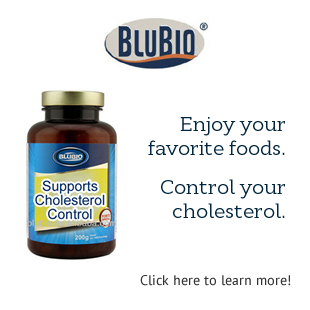 BLUBIO®
Enjoy your
favorite foods.
Control your
cholesterol.
BLUBIO
Supports
Cholesterol
Control
200g
Click here to learn more!